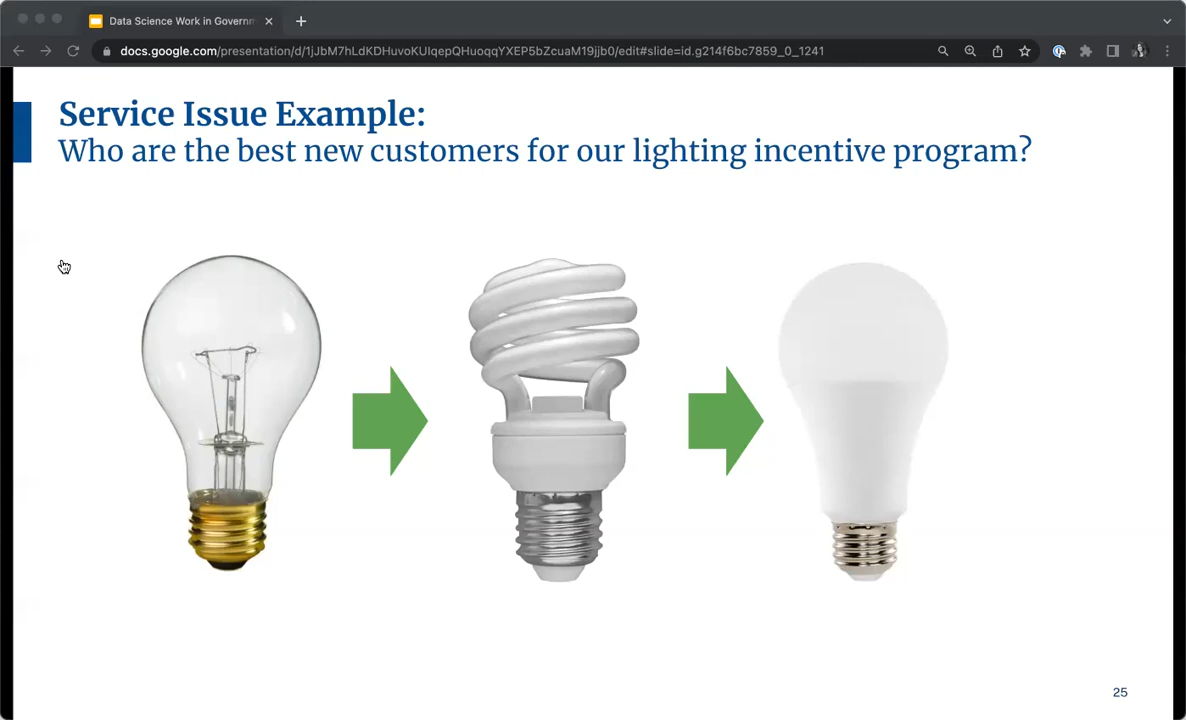 Data Science Work in Governm
docs.google.com/presentation/d/1jJbM7hLdKDHuvoKUIqepQHuoqqYXEP5bZcuaM19jjb0/edit#slide=id.g214f6bc7859_0_1241
Service Issue Example:
Who are the best new customers for our lighting incentive program?
25